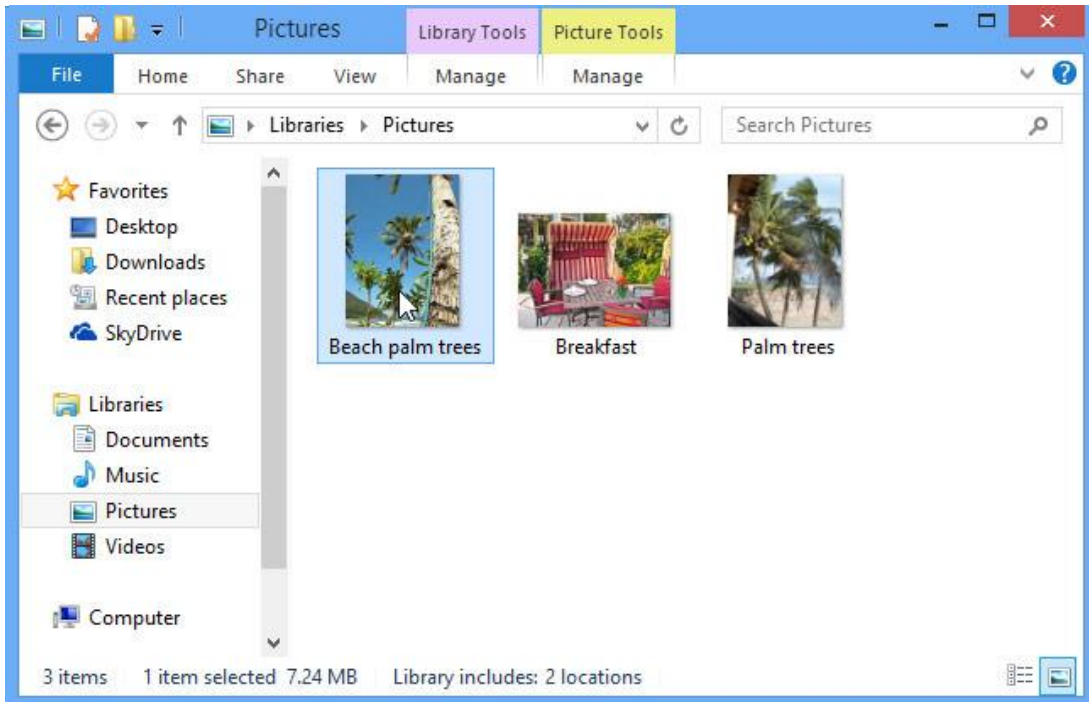 Pictures
Library Tools
Picture Tools
File
Home
Share
View
Manage
Manage
Libraries
Pictures
Search Pictures
Favorites
Desktop
Downloads
Recent places
SkyDrive
Libraries
Documents
Music
Pictures
Videos
Computer
Beach palm trees
Breakfast
Palm trees
3 items
1 item selected 7.24 MB
Library includes: 2 locations